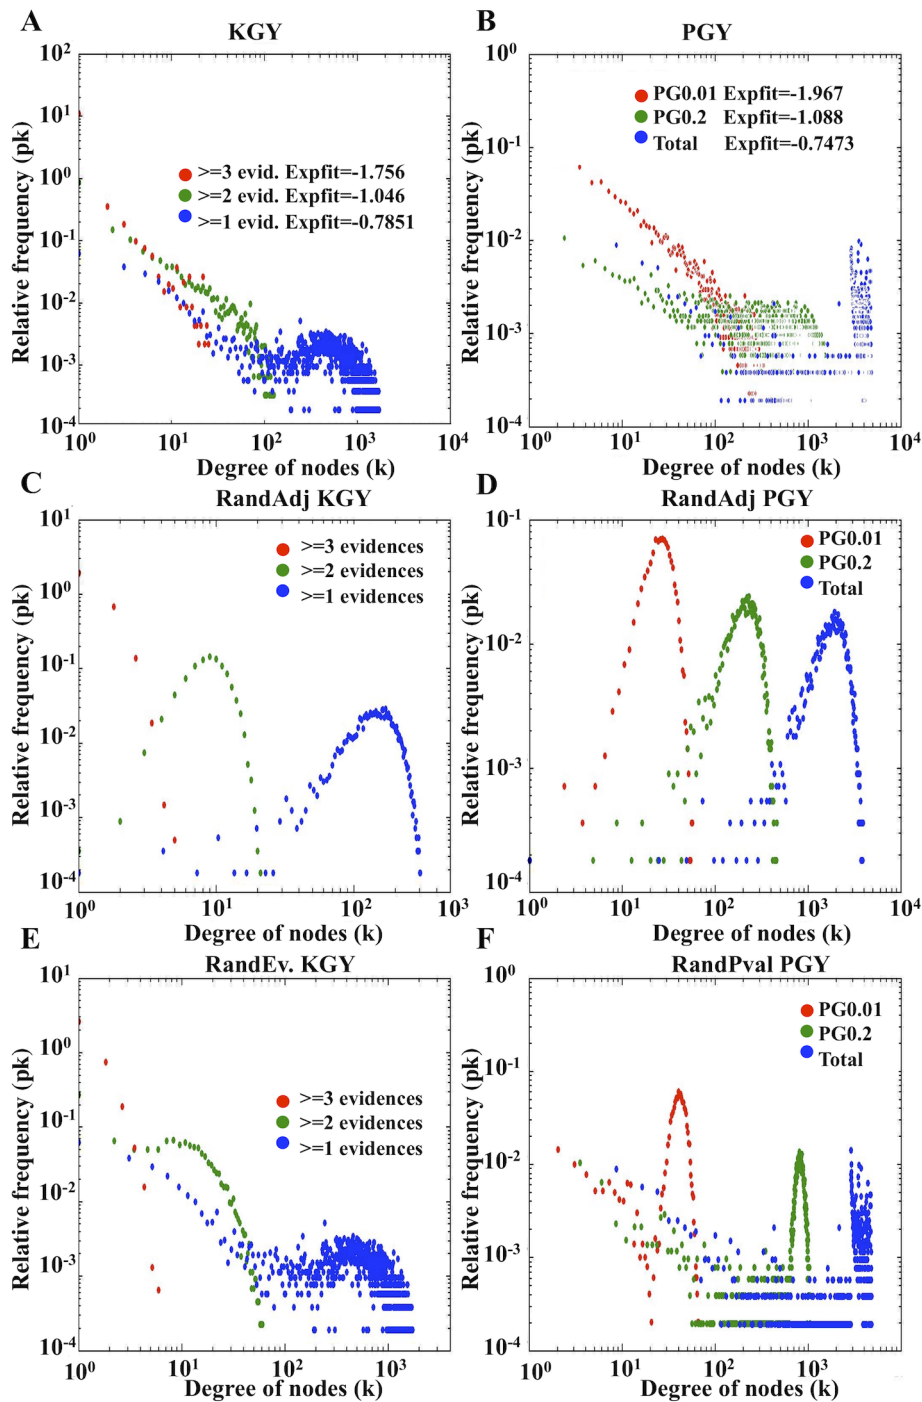 A
KGY
Relative frequency (pk)
10^2
10^1
10^0
10^-1
10^-2
10^-3
10^-4
>=3 evid. Expfit=-1.756
>=2 evid. Expfit=-1.046
>=1 evid. Expfit=-0.7851
10^0 10^1 10^2 10^3 10^4
Degree of nodes (k)
B
PGY
Relative frequency (pk)
10^0
10^-1
10^-2
10^-3
10^-4
PG0.01 Expfit=-1.967
PG0.2 Expfit=-1.088
Total Expfit=-0.7473
10^0 10^1 10^2 10^3 10^4
Degree of nodes (k)
C
RandAdj KGY
Relative frequency (pk)
10^1
10^0
10^-1
10^-2
10^-3
10^-4
>=3 evidences
>=2 evidences
>=1 evidences
10^0 10^1 10^2 10^3
Degree of nodes (k)
D
RandAdj PGY
Relative frequency (pk)
10^-1
10^-2
10^-3
10^-4
PG0.01
PG0.2
Total
10^0 10^1 10^2 10^3 10^4
Degree of nodes (k)
E
RandEv. KGY
Relative frequency (pk)
10^1
10^0
10^-1
10^-2
10^-3
10^-4
>=3 evidences
>=2 evidences
>=1 evidences
10^0 10^1 10^2 10^3
Degree of nodes (k)
F
RandPval PGY
Relative frequency (pk)
10^0
10^-1
10^-2
10^-3
10^-4
PG0.01
PG0.2
Total
10^0 10^1 10^2 10^3 10^4
Degree of nodes (k)